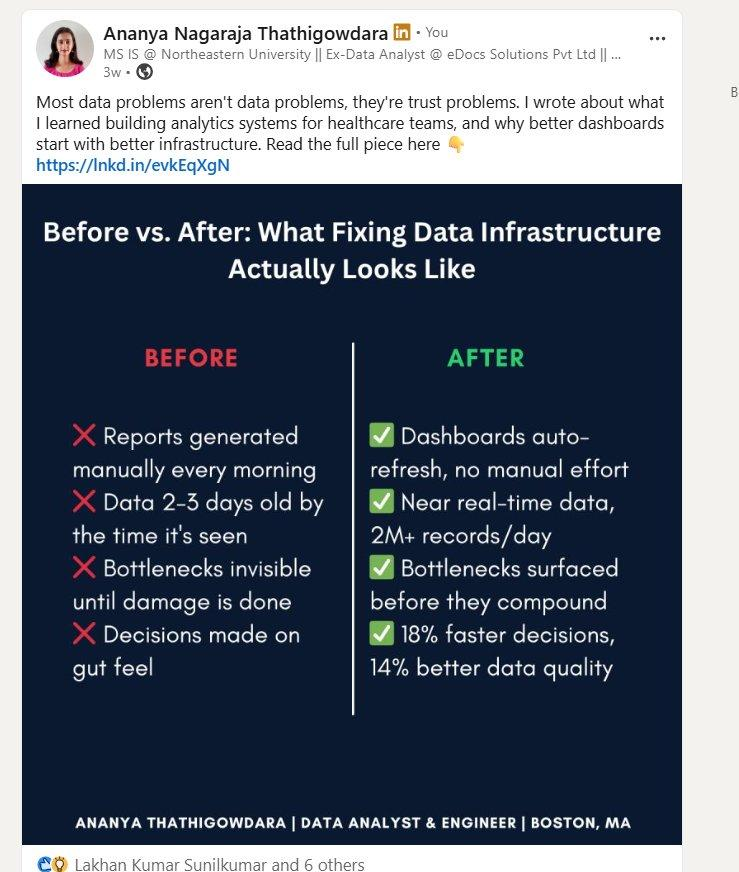 Ananya Nagaraja Thathigowdara in • You
MS IS @ Northeastern University || Ex-Data Analyst @ eDocs Solutions Pvt Ltd || ...
3w •
B
Most data problems aren't data problems, they're trust problems. I wrote about what
I learned building analytics systems for healthcare teams, and why better dashboards
start with better infrastructure. Read the full piece here 👇
https://lnkd.in/evkEqXgN
Before vs. After: What Fixing Data Infrastructure
Actually Looks Like
BEFORE
❌ Reports generated
manually every morning
❌ Data 2-3 days old by
the time it's seen
❌ Bottlenecks invisible
until damage is done
❌ Decisions made on
gut feel
AFTER
✅ Dashboards auto-
refresh, no manual effort
✅ Near real-time data,
2M+ records/day
✅ Bottlenecks surfaced
before they compound
✅ 18% faster decisions,
14% better data quality
ANANYA THATHIGOWDARA | DATA ANALYST & ENGINEER | BOSTON, MA
Lakhan Kumar Sunilkumar and 6 others